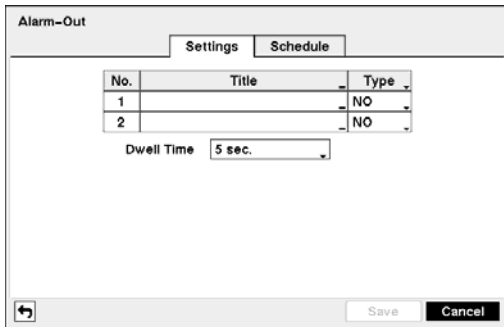 Alarm-Out
Settings Schedule
No. Title Type
1 NO
2 NO
Dwell Time 5 sec.
Save Cancel